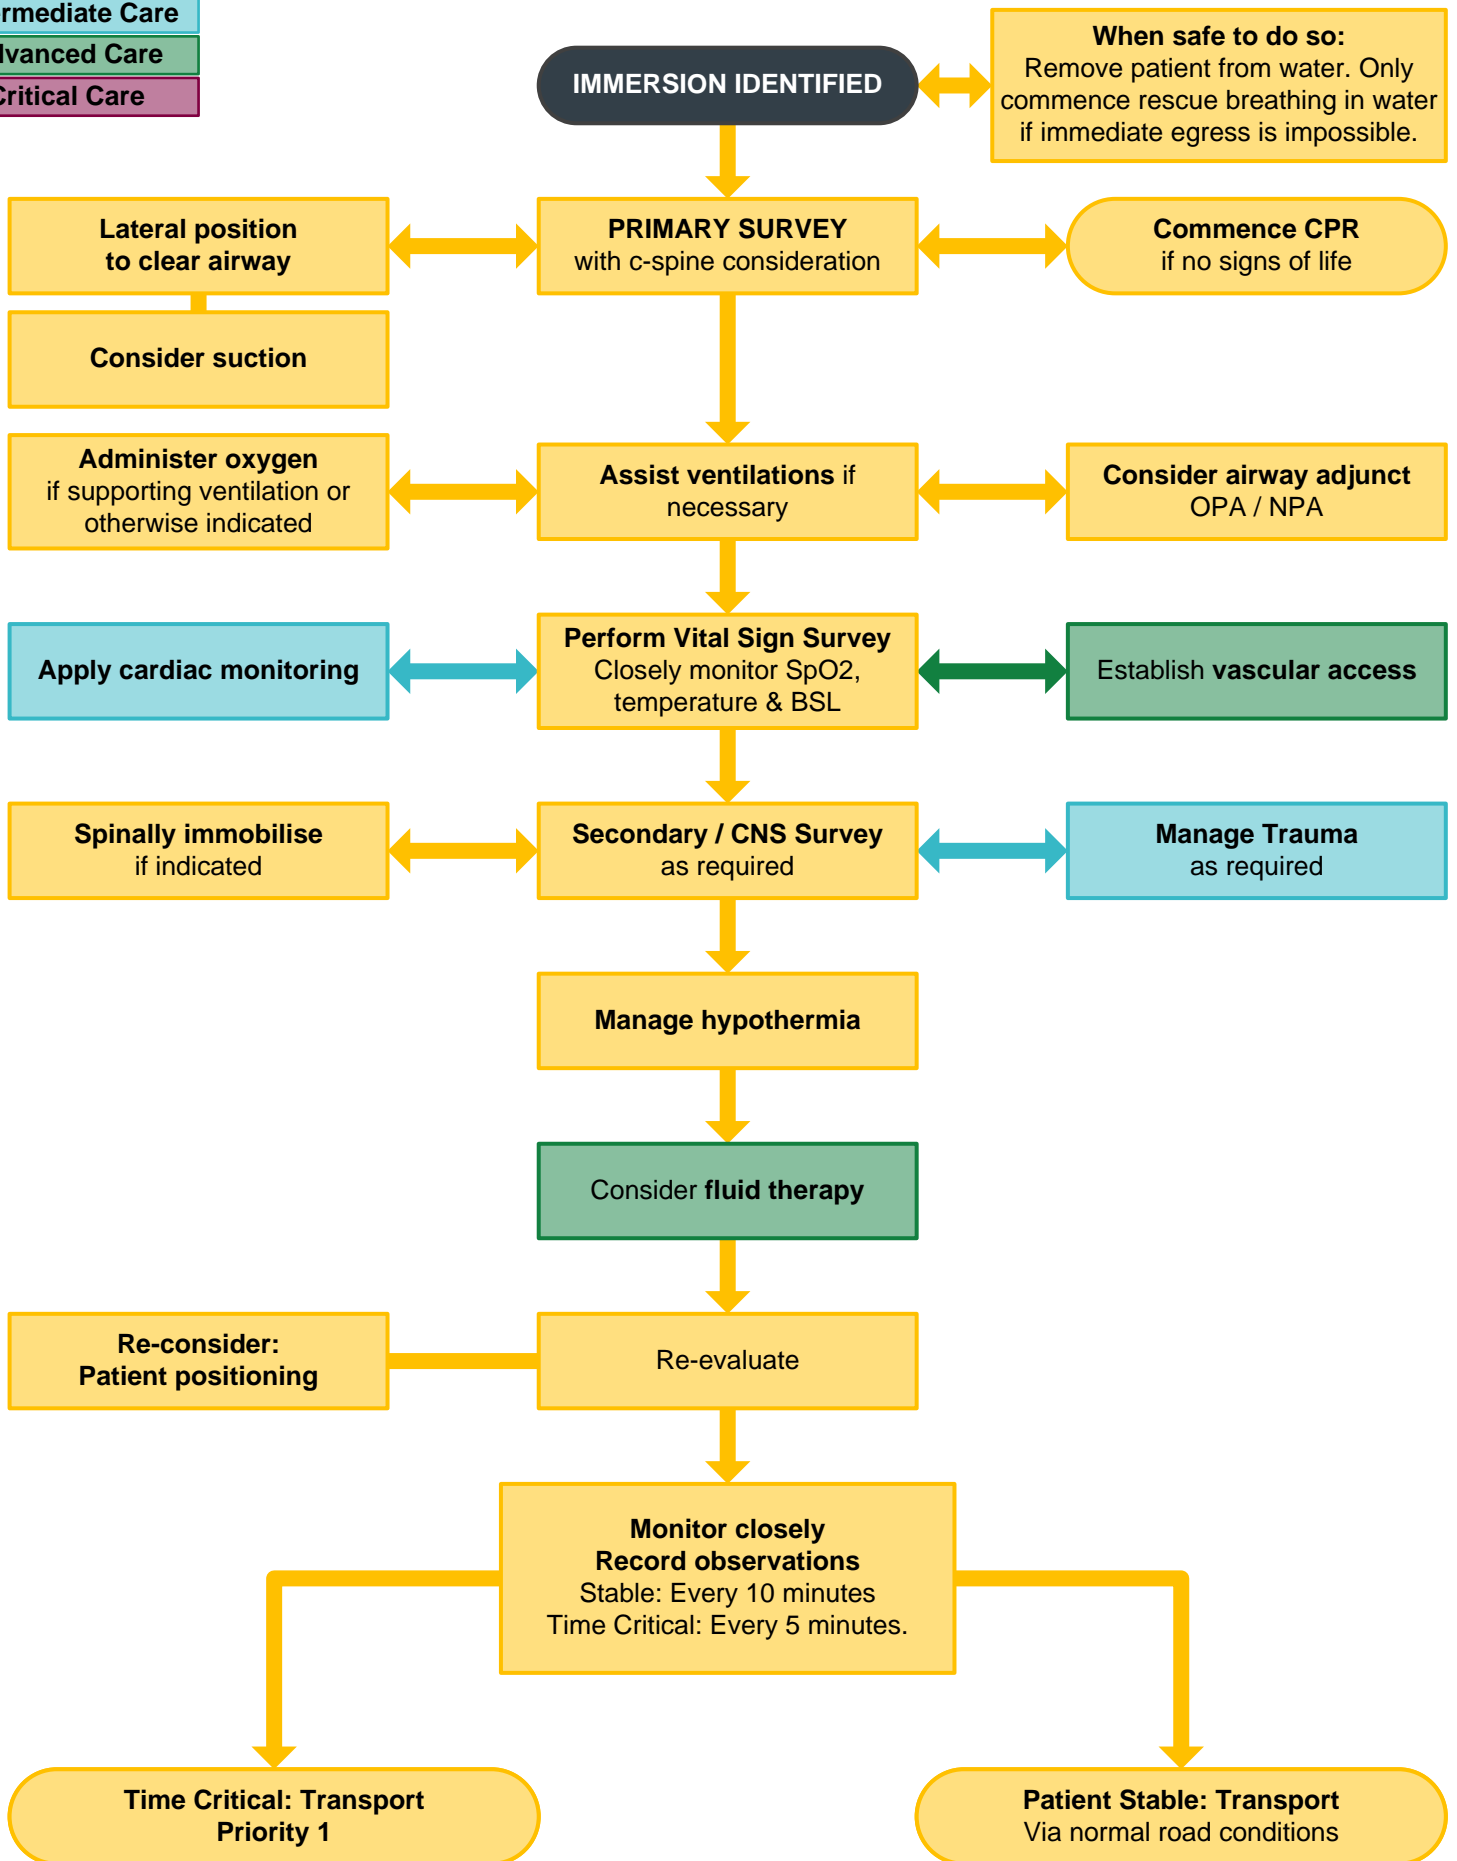 Care
Care
Critical Care
When safe to do so:
Remove patient from water. Only
commence rescue breathing in water
if immediate egress is impossible.
IMMERSION IDENTIFIED
Lateral position
to clear airway
PRIMARY SURVEY
with c-spine consideration
Commence CPR
if no signs of life
Consider suction
Administer oxygen
if supporting ventilation or
otherwise indicated
Assist ventilations if
necessary
Consider airway adjunct
OPA / NPA
Apply cardiac monitoring
Perform Vital Sign Survey
Closely monitor SpO2,
temperature & BSL
Establish vascular access
Spinally immobilise
if indicated
Secondary / CNS Survey
as required
Manage Trauma
as required
Manage hypothermia
Consider fluid therapy
Re-consider:
Patient positioning
Re-evaluate
Monitor closely
Record observations
Stable: Every 10 minutes
Time Critical: Every 5 minutes.
Time Critical: Transport
Priority 1
Patient Stable: Transport
Via normal road conditions